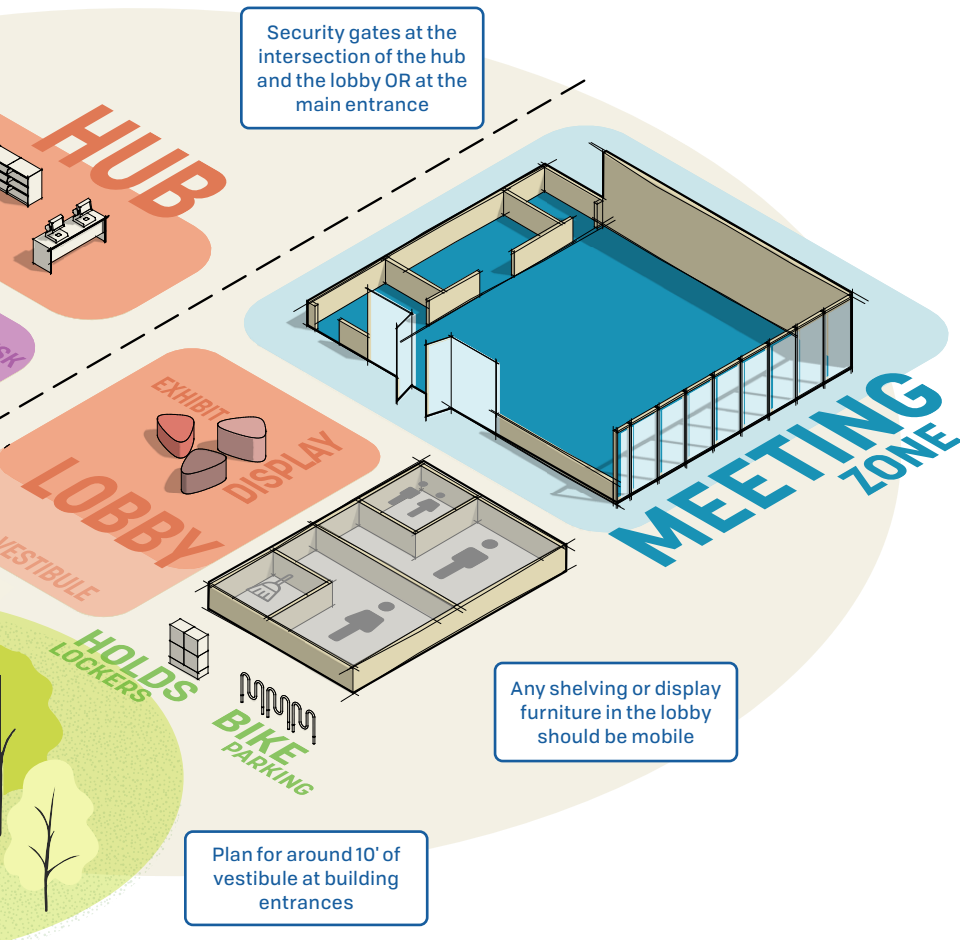 Security gates at the
intersection of the hub
and the lobby OR at the
main entrance
HUB
SK
EXHIBIT
DISPLAY
LOBBY
VESTIBULE
MEETING
ZONE
HOLDS
LOCKERS
BIKE
PARKING
Any shelving or display
furniture in the lobby
should be mobile
Plan for around 10' of
vestibule at building
entrances